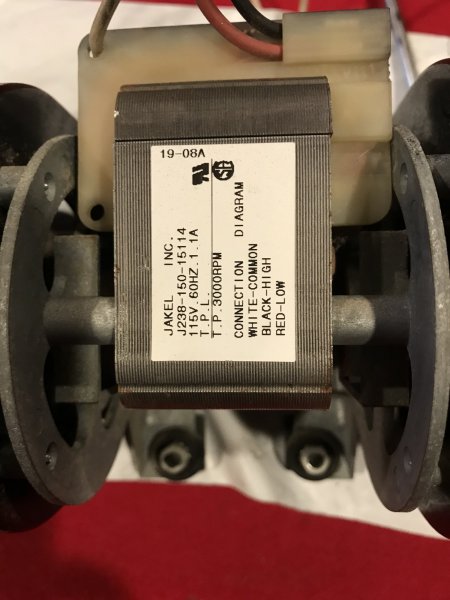 19-08A
JAKEL INC.
J238-150-15114
115V.60HZ.1.1A
T.P.L.
T.P.3000RPM
CONNECTION DIAGRAM
WHITE-COMMON
BLACK-HIGH
RED-LOW